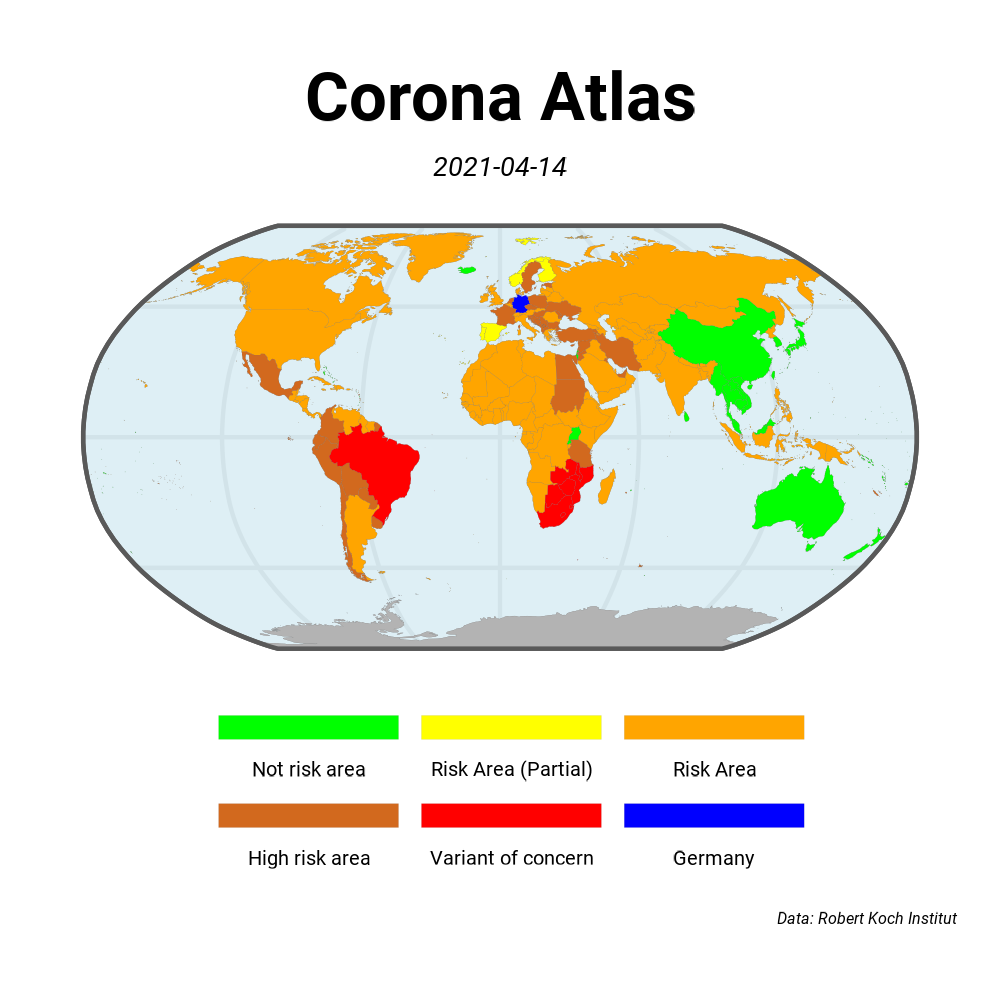 Corona Atlas
2021-04-14
Not risk area
Risk Area (Partial)
Risk Area
High risk area
Variant of concern
Germany
Data: Robert Koch Institut